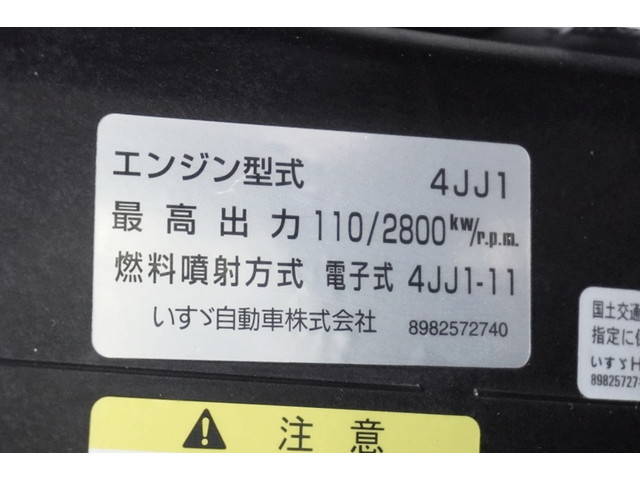 エンジン型式 4JJ1
最高出力 110/2800kW/r.p.m.
燃料噴射方式 電子式 4JJ1-11
いすゞ自動車株式会社 8982572740
国土交通
指定に
いすゞH
89825727
注意